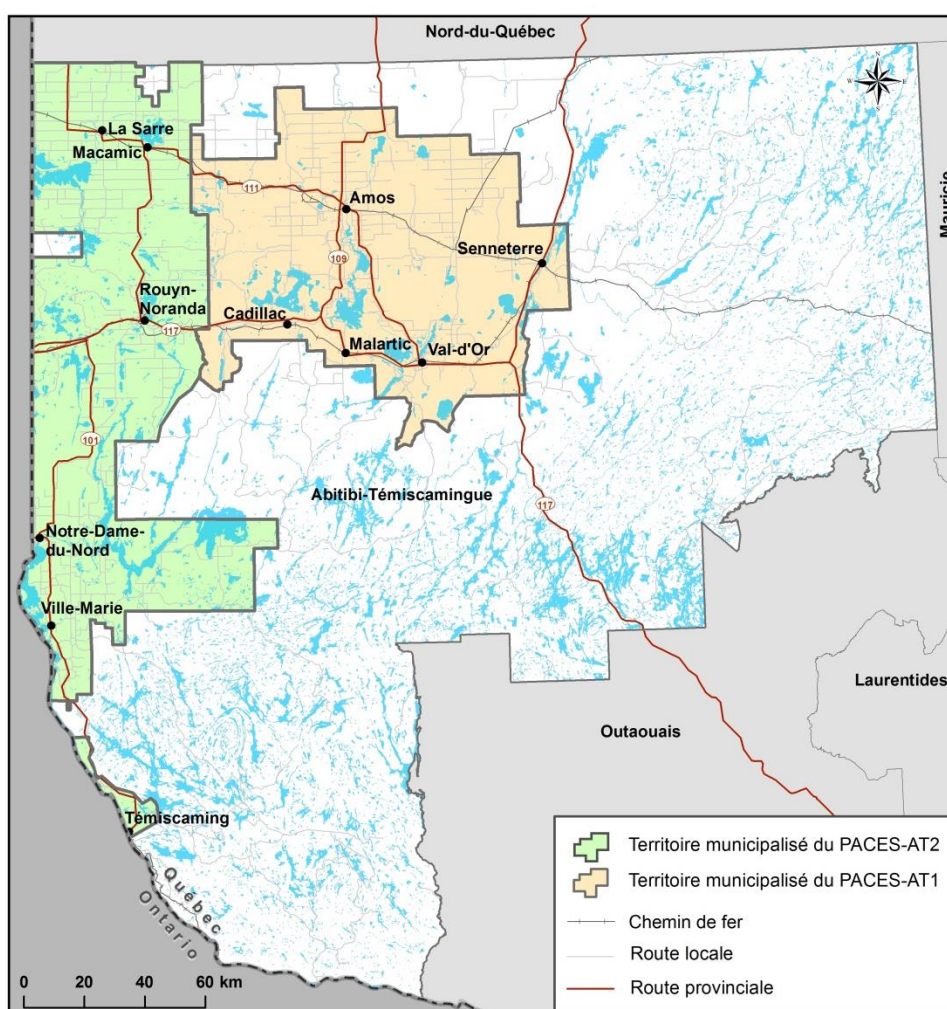 Nord-du-Québec
N
W E
S
La Sarre
Macamic
Mauricie
111
Amos
Senneterre
109
Rouyn-
Noranda
Cadillac
117
Malartic
Val-d'Or
101
Abitibi-Témiscamingue
117
Notre-Dame-
du-Nord
Ville-Marie
Laurentides
Outaouais
Témiscaming
Québec
Ontario
Territoire municipalisé du PACES-AT2
Territoire municipalisé du PACES-AT1
Chemin de fer
Route locale
Route provinciale
0 20 40 60 km